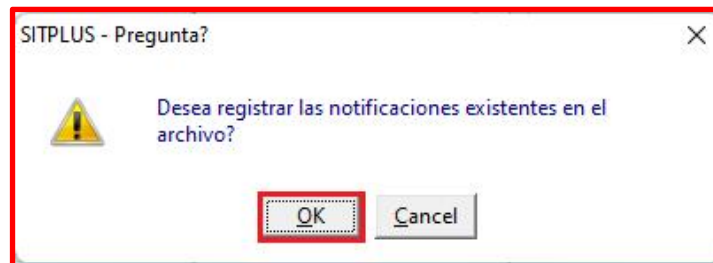 SITPLUS - Pregunta?
Desea registrar las notificaciones existentes en el
archivo?
OK
Cancel